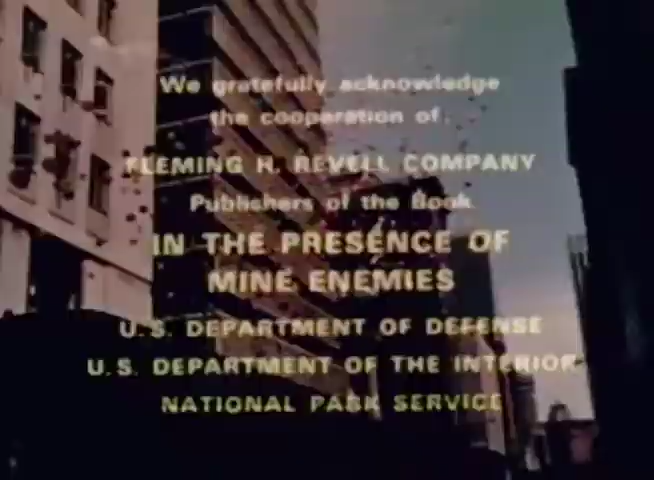 We gratefully acknowledge
the cooperation of:
FLEMING H. REVELL COMPANY
Publishers of the Book
IN THE PRESENCE OF
MINE ENEMIES
U.S. DEPARTMENT OF DEFENSE
U.S. DEPARTMENT OF THE INTERIOR
NATIONAL PARK SERVICE